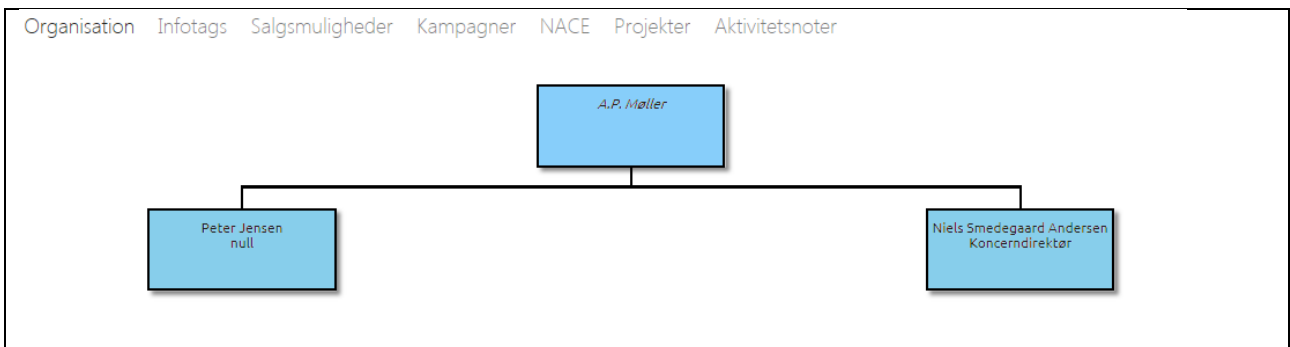 Organisation Infotags Salgsmuligheder Kampagner NACE Projekter Aktivitetsnoter
A.P. Møller
Peter Jensen
null
Niels Smedegaard Andersen
Koncerndirektør